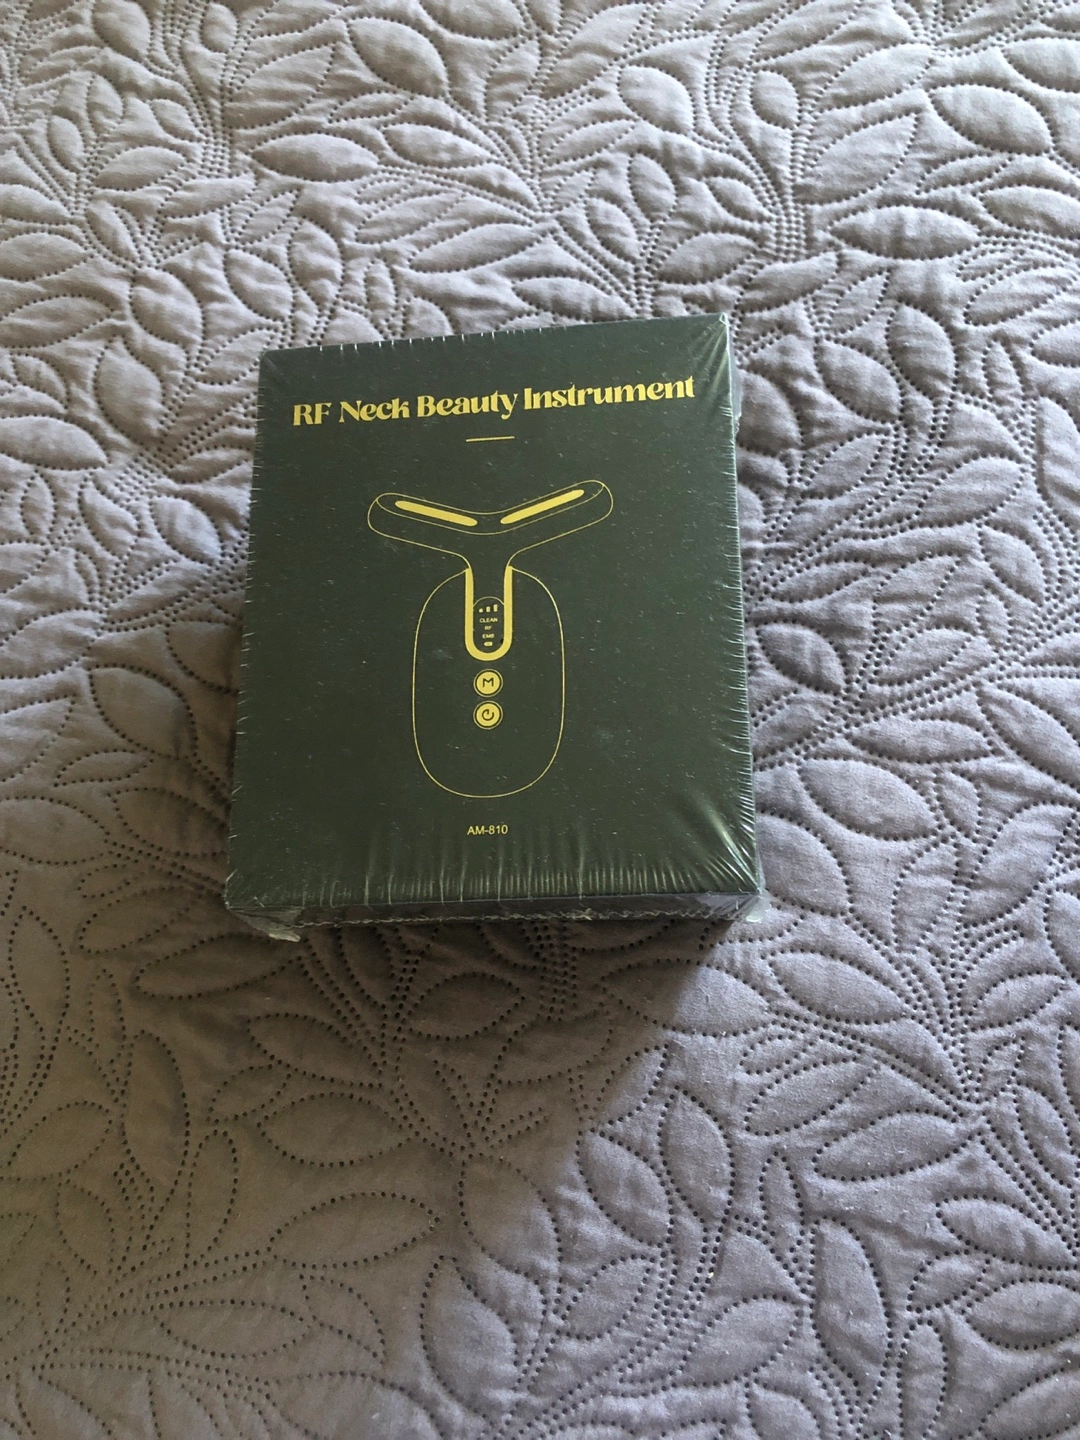 RF Neck Beauty Instrument
CLEAN
RF
EMS
M
AM-810